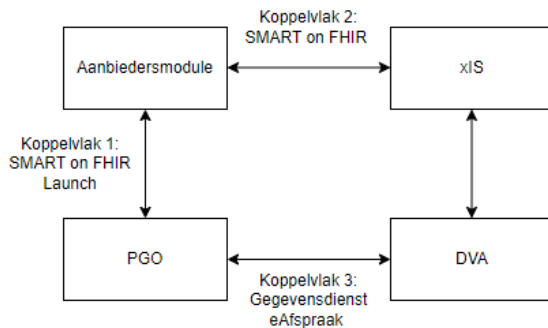 Koppelvlak 2:
SMART on FHIR
Aanbiedersmodule
xIS
Koppelvlak 1:
SMART on FHIR
Launch
PGO
DVA
Koppelvlak 3:
Gegevensdienst
eAfspraak